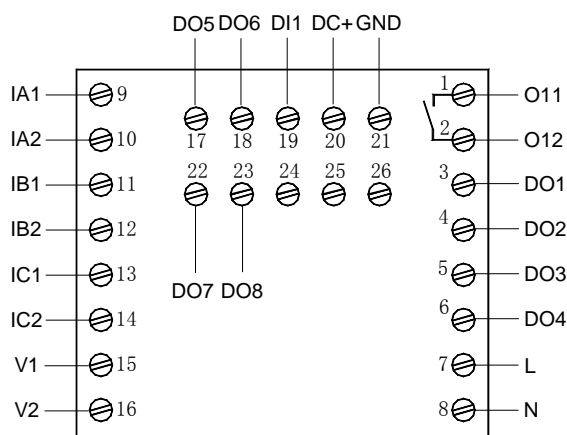 DO5 DO6 DI1 DC+ GND
IA1 9 1 O11
IA2 10 17 18 19 20 21 2 O12
IB1 11 22 23 24 25 26 3 DO1
IB2 12 4 DO2
IC1 13 DO7 DO8 5 DO3
IC2 14 6 DO4
V1 15 7 L
V2 16 8 N